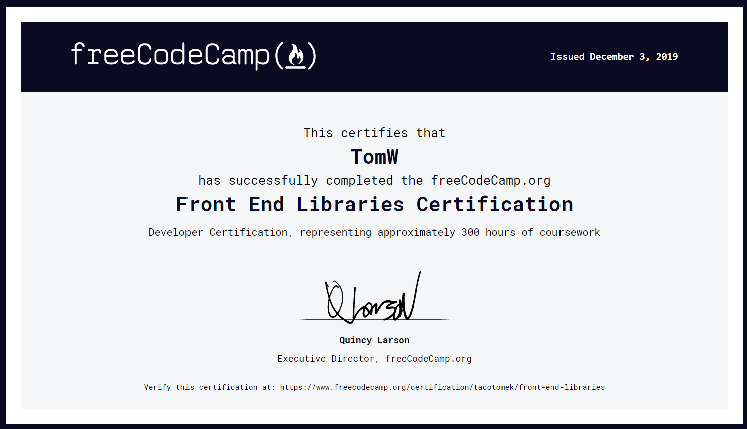 freeCodeCamp(🔥)
Issued December 3, 2019
This certifies that
TomW
has successfully completed the freeCodeCamp.org
Front End Libraries Certification
Developer Certification, representing approximately 300 hours of coursework
Q Larson
Quincy Larson
Executive Director, freeCodeCamp.org
Verify this certification at: https://www.freecodecamp.org/certification/tacotomek/front-end-libraries